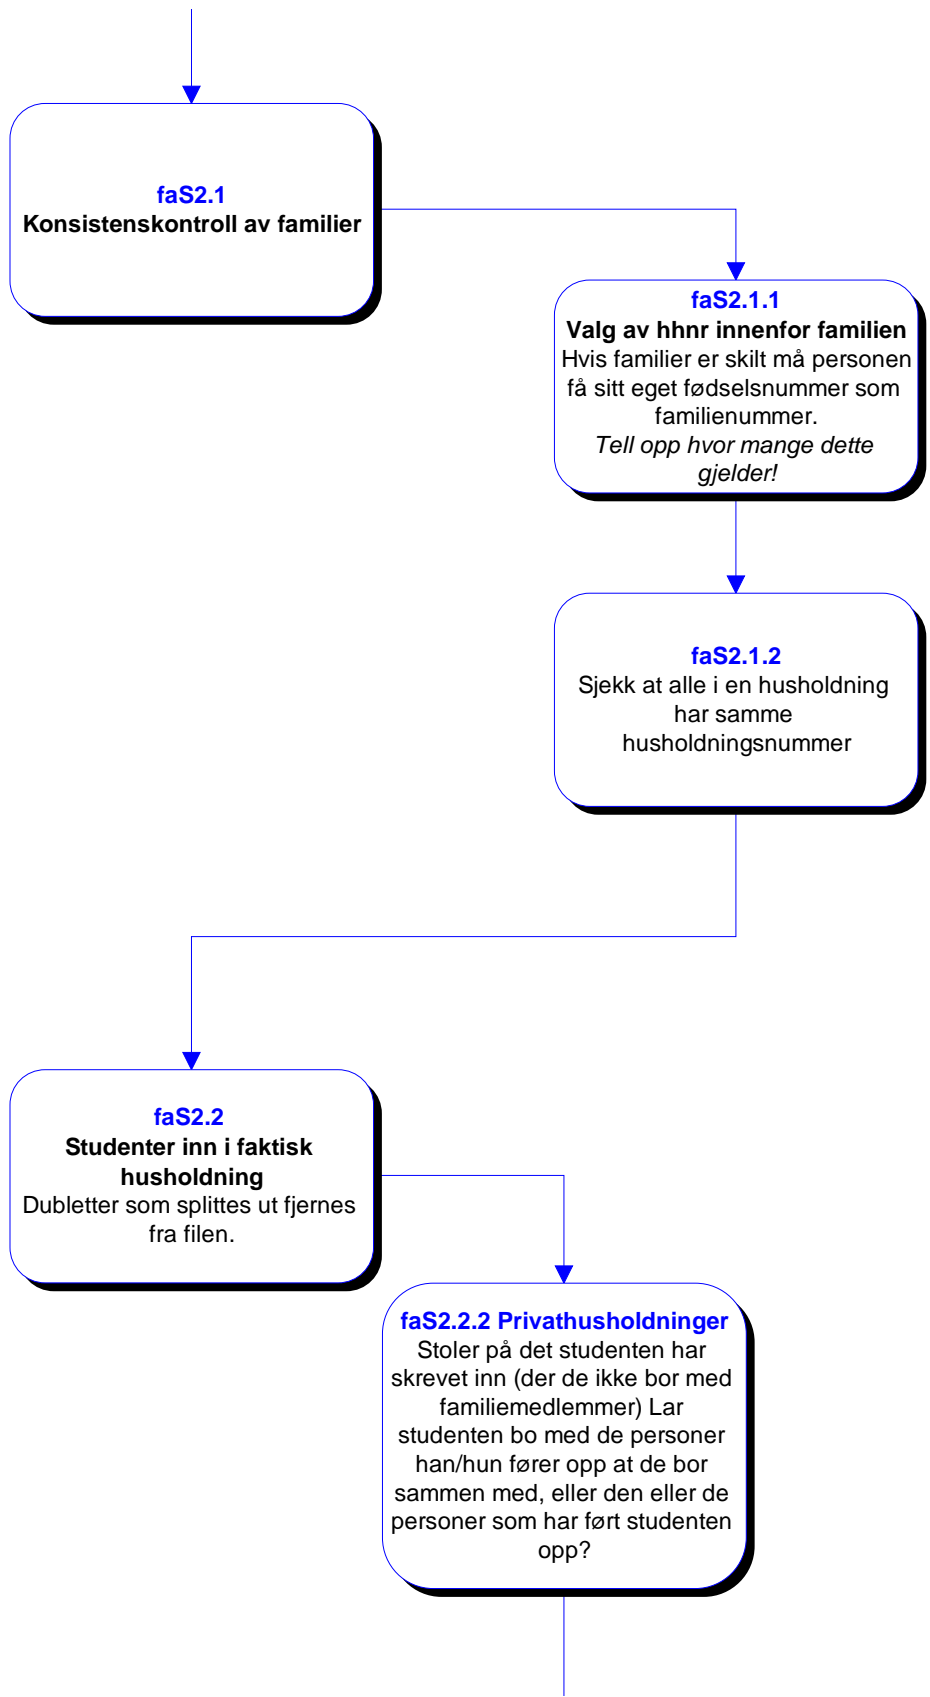 faS2.1
Konsistenskontroll av familier
faS2.1.1
Valg av hhnr innenfor familien
Hvis familier er skilt må personen
få sitt eget fødselsnummer som
familienummer.
Tell opp hvor mange dette
gjelder!
faS2.1.2
Sjekk at alle i en husholdning
har samme
husholdningsnummer
faS2.2
Studenter inn i faktisk
husholdning
Dubletter som splittes ut fjernes
fra filen.
faS2.2.2 Privathusholdninger
Stoler på det studenten har
skrevet inn (der de ikke bor med
familiemedlemmer) Lar
studenten bo med de personer
han/hun fører opp at de bor
sammen med, eller den eller de
personer som har ført studenten
opp?